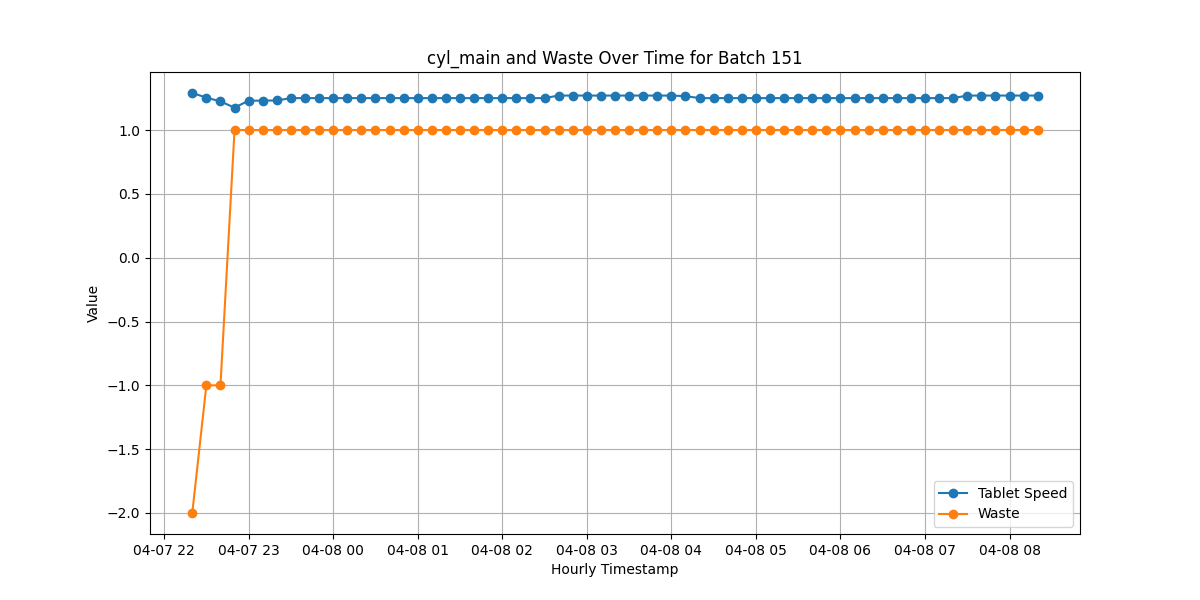 cyl_main and Waste Over Time for Batch 151
Value
1.0
0.5
0.0
−0.5
−1.0
−1.5
−2.0
Tablet Speed
Waste
04-07 22 04-07 23 04-08 00 04-08 01 04-08 02 04-08 03 04-08 04 04-08 05 04-08 06 04-08 07 04-08 08
Hourly Timestamp